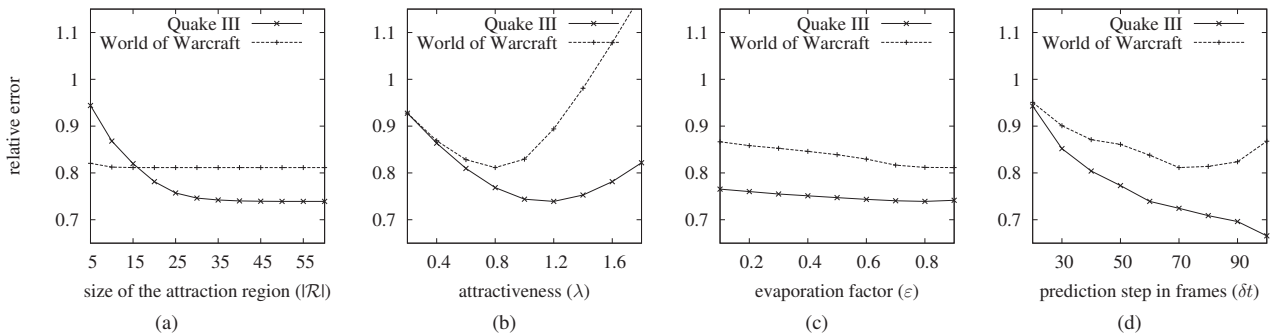 relative error
1.1
1
0.9
0.8
0.7
Quake III
World of Warcraft
5 15 25 35 45 55
size of the attraction region (|ℛ|)
(a)
1.1
1
0.9
0.8
0.7
Quake III
World of Warcraft
0.4 0.8 1.2 1.6
attractiveness (λ)
(b)
1.1
1
0.9
0.8
0.7
Quake III
World of Warcraft
0.2 0.4 0.6 0.8
evaporation factor (ε)
(c)
1.1
1
0.9
0.8
0.7
Quake III
World of Warcraft
30 50 70 90
prediction step in frames (δt)
(d)